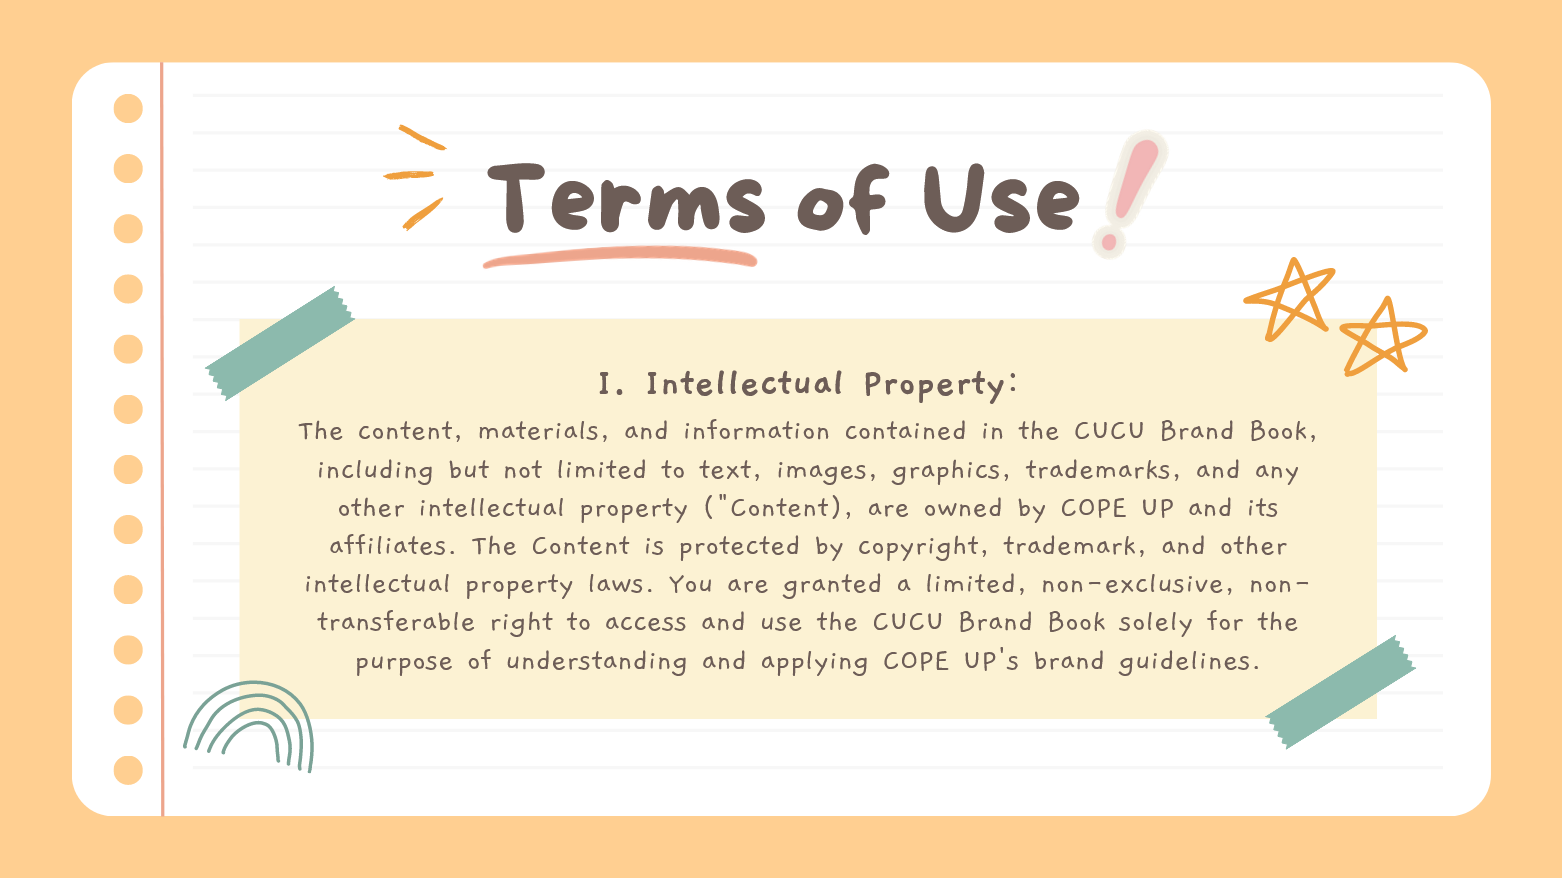 Terms of Use!
I. Intellectual Property:
The content, materials, and information contained in the CUCU Brand Book,
including but not limited to text, images, graphics, trademarks, and any
other intellectual property ("Content), are owned by COPE UP and its
affiliates. The Content is protected by copyright, trademark, and other
intellectual property laws. You are granted a limited, non-exclusive, non-
transferable right to access and use the CUCU Brand Book solely for the
purpose of understanding and applying COPE UP's brand guidelines.